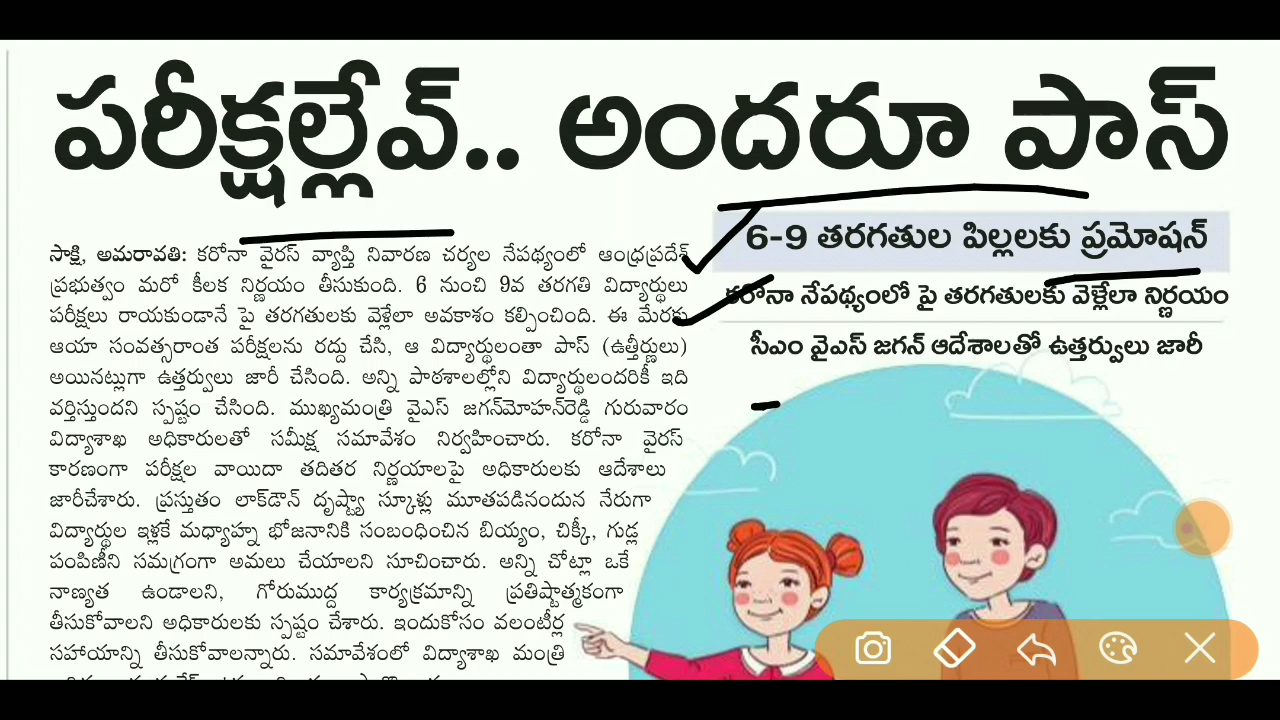 పరీక్షల్లేవ్.. అందరూ పాస్
6-9 తరగతుల పిల్లలకు ప్రమోషన్
కరోనా నేపథ్యంలో పై తరగతులకు వెళ్లేలా నిర్ణయం
సీఎం వైఎస్ జగన్ ఆదేశాలతో ఉత్తర్వులు జారీ
సాక్షి, అమరావతి: కరోనా వైరస్ వ్యాప్తి నివారణ చర్యల నేపథ్యంలో ఆంధ్రప్రదేశ్
ప్రభుత్వం మరో కీలక నిర్ణయం తీసుకుంది. 6 నుంచి 9వ తరగతి విద్యార్థులు
పరీక్షలు రాయకుండానే పై తరగతులకు వెళ్లేలా అవకాశం కల్పించింది. ఈ మేరకు
ఆయా సంవత్సరాంత పరీక్షలను రద్దు చేసి, ఆ విద్యార్థులంతా పాస్ (ఉత్తీర్ణులు)
అయినట్లుగా ఉత్తర్వులు జారీ చేసింది. అన్ని పాఠశాలల్లోని విద్యార్థులందరికీ ఇది
వర్తిస్తుందని స్పష్టం చేసింది. ముఖ్యమంత్రి వైఎస్ జగన్‌మోహన్‌రెడ్డి గురువారం
విద్యాశాఖ అధికారులతో సమీక్ష సమావేశం నిర్వహించారు. కరోనా వైరస్
కారణంగా పరీక్షల వాయిదా తదితర నిర్ణయాలపై అధికారులకు ఆదేశాలు
జారీచేశారు. ప్రస్తుతం లాక్‌డౌన్ దృష్ట్యా స్కూళ్లు మూతపడినందున నేరుగా
విద్యార్థుల ఇళ్లకే మధ్యాహ్న భోజనానికి సంబంధించిన బియ్యం, చిక్కీ, గుడ్ల
పంపిణీని సమగ్రంగా అమలు చేయాలని సూచించారు. అన్ని చోట్లా ఒకే
నాణ్యత ఉండాలని, గోరుముద్ద కార్యక్రమాన్ని ప్రతిష్టాత్మకంగా
తీసుకోవాలని అధికారులకు స్పష్టం చేశారు. ఇందుకోసం వలంటీర్ల
సహాయాన్ని తీసుకోవాలన్నారు. సమావేశంలో విద్యాశాఖ మంత్రి